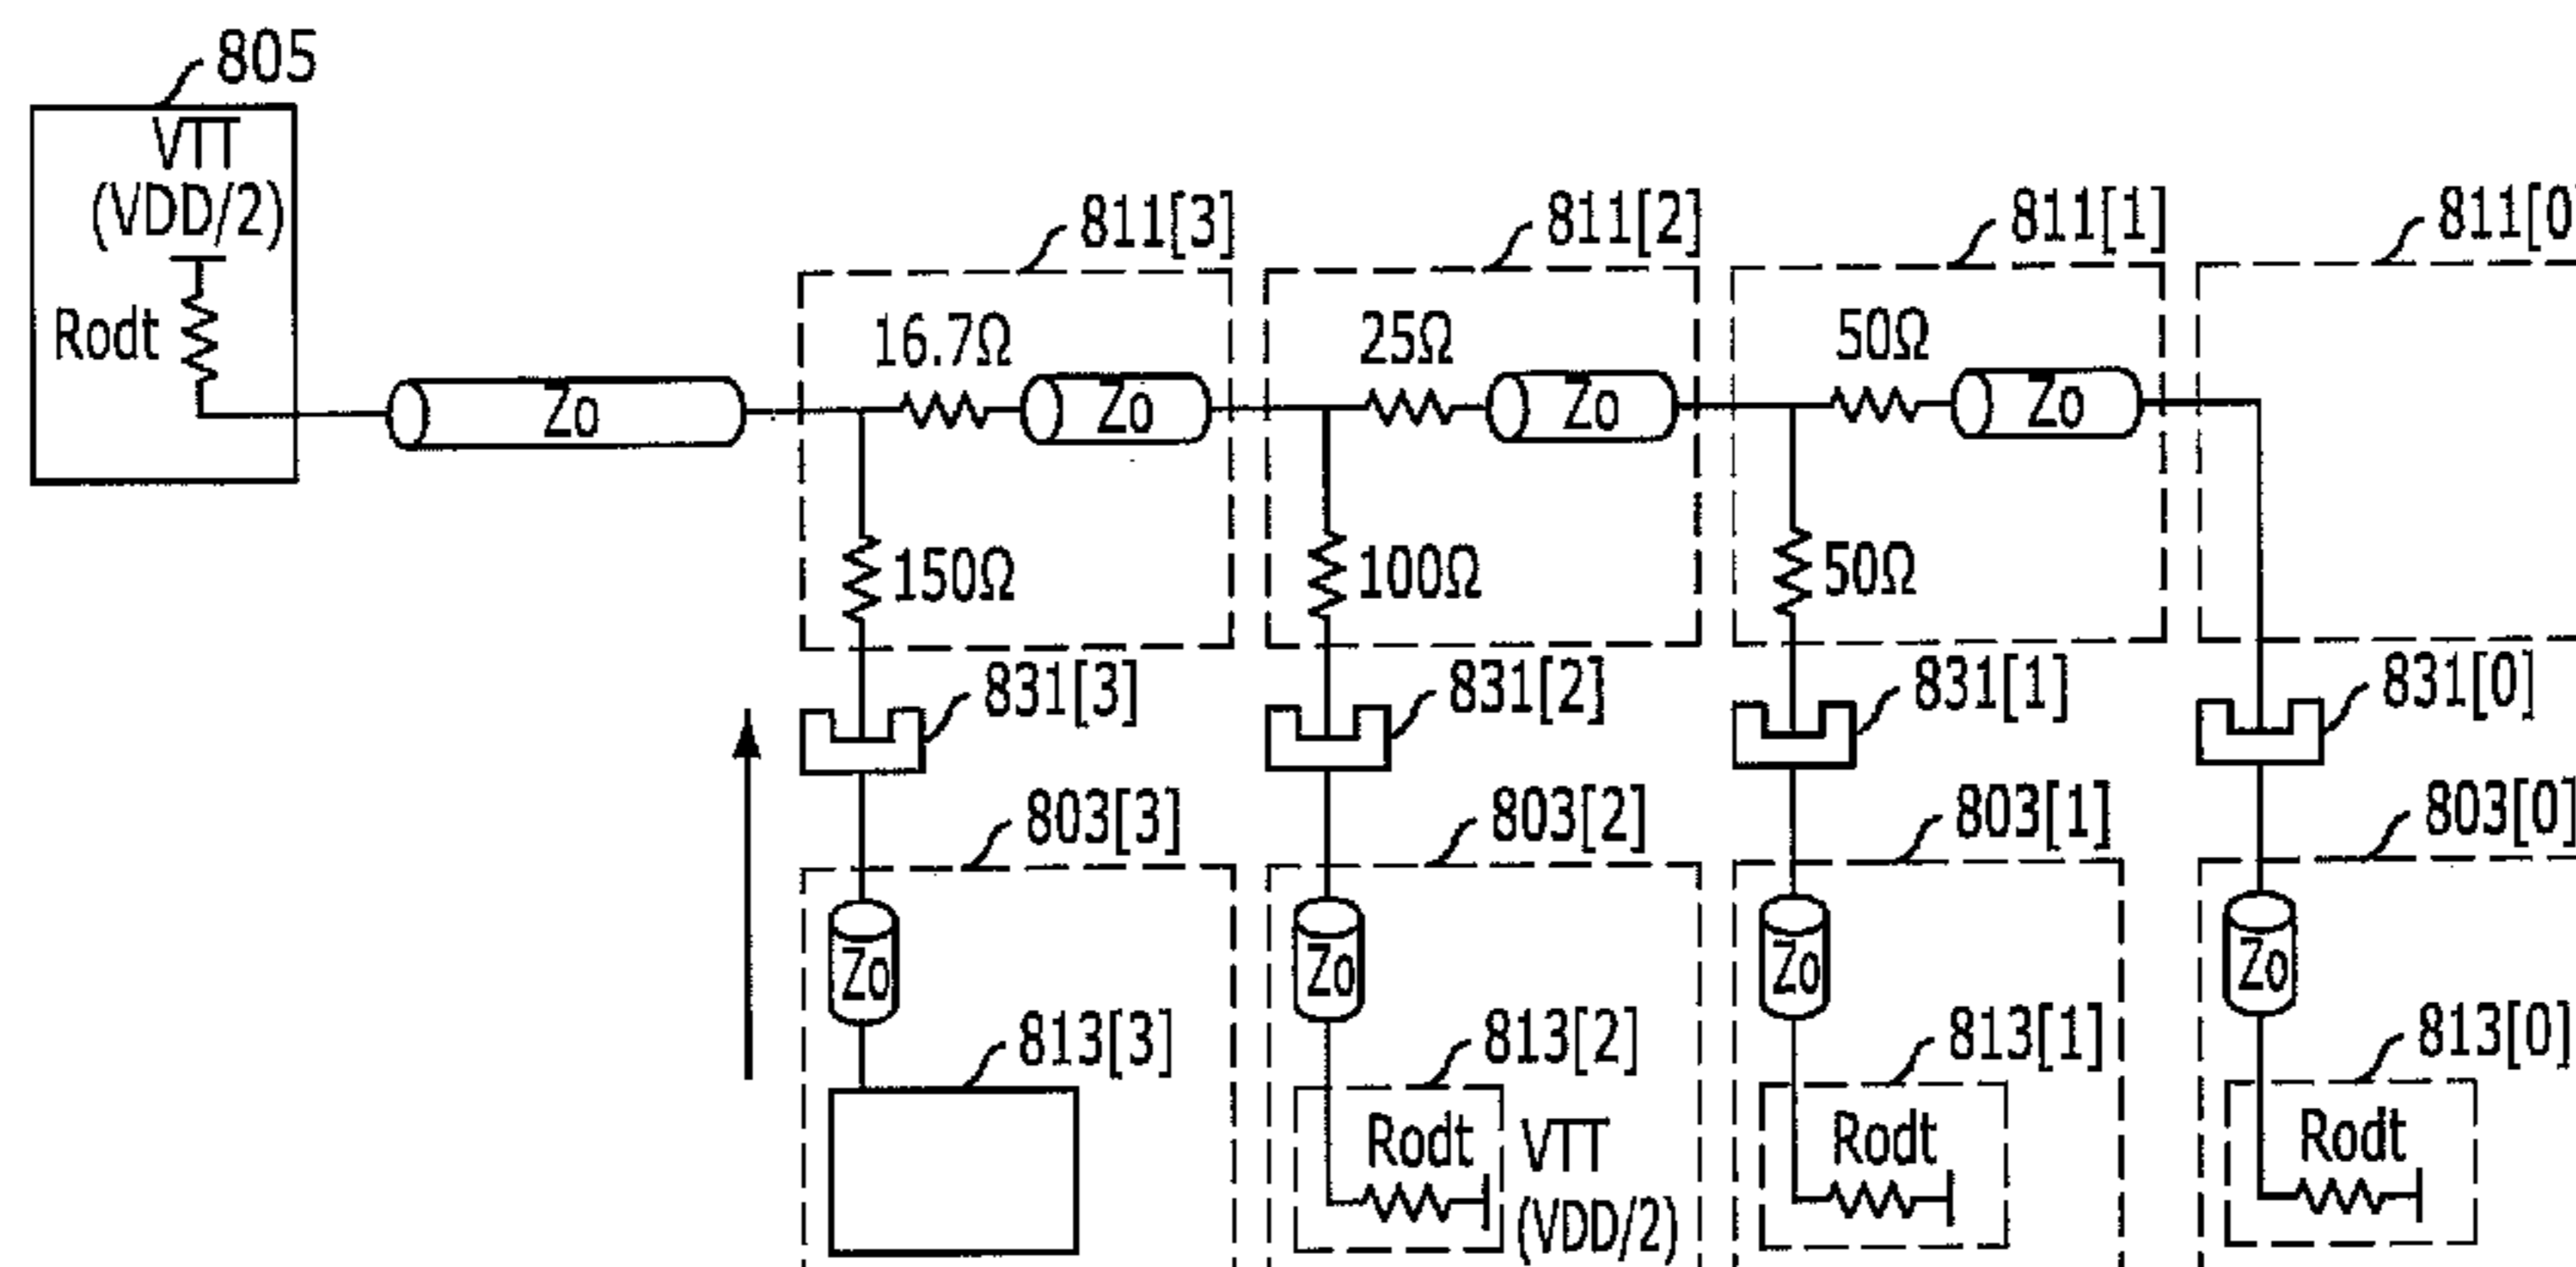 805
VTT
(VDD/2)
Rodt
Zo
811[3]
811[2]
811[1]
811[0
16.7Ω
Zo
25Ω
Zo
50Ω
Zo
150Ω
100Ω
50Ω
831[3]
831[2]
831[1]
831[0]
803[3]
803[2]
803[1]
803[0]
Zo
Zo
Zo
Zo
813[3]
813[2]
813[1]
813[0]
Rodt
VTT
(VDD/2)
Rodt
Rodt